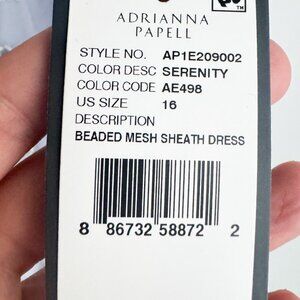 ADRIANNA
PAPELL
STYLE NO. AP1E209002
COLOR DESC SERENITY
COLOR CODE AE498
US SIZE 16
DESCRIPTION
BEADED MESH SHEATH DRESS
8 86732 58872 2